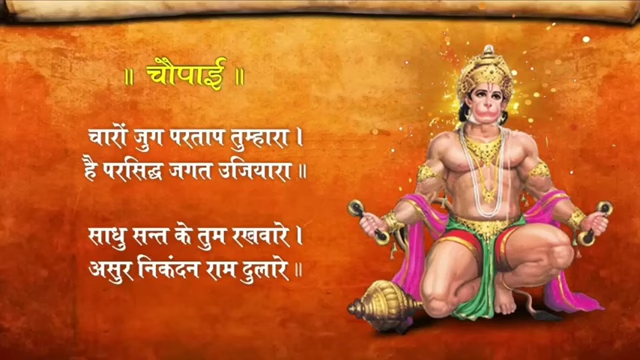 ॥ चौपाई ॥
चारों जुग परताप तुम्हारा ।
है परसिद्ध जगत उजियारा ॥
साधु सन्त के तुम रखवारे ।
असुर निकंदन राम दुलारे ॥